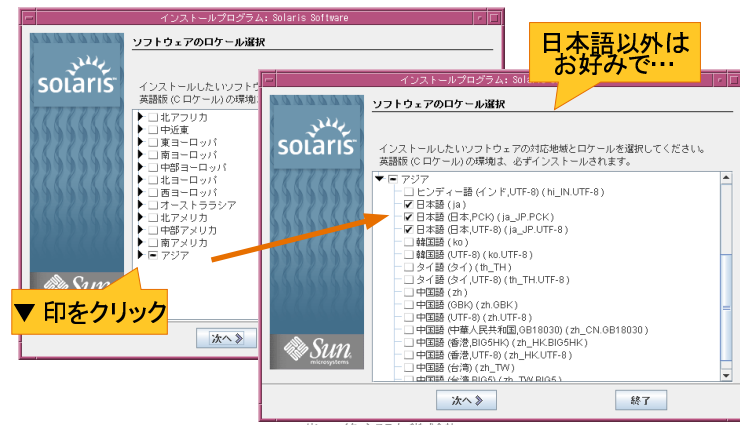 インストールプログラム: Solaris Software
ソフトウェアのロケール選択
solaris
インストールしたいソフトウ
英語版 (C ロケール) の環境
北アフリカ
中近東
東ヨーロッパ
南ヨーロッパ
中部ヨーロッパ
北ヨーロッパ
西ヨーロッパ
オーストララシア
北アメリカ
中部アメリカ
南アメリカ
アジア
Sun
▼ 印をクリック
次へ
日本語以外は
お好みで…
インストールプログラム: Sol
ソフトウェアのロケール選択
solaris
インストールしたいソフトウェアの対応地域とロケールを選択してください。
英語版 (C ロケール) の環境は、必ずインストールされます。
アジア
ヒンディー語 (インド,UTF-8) ( hi_IN.UTF-8 )
日本語 ( ja )
日本語 (日本,PCK) ( ja_JP.PCK )
日本語 (日本,UTF-8) ( ja_JP.UTF-8 )
韓国語 ( ko )
韓国語 (UTF-8) ( ko.UTF-8 )
タイ語 (タイ) ( th_TH )
タイ語 (タイ,UTF-8) ( th_TH.UTF-8 )
中国語 ( zh )
中国語 (GBK) ( zh.GBK )
中国語 (UTF-8) ( zh.UTF-8 )
中国語 (中華人民共和国,GB18030) ( zh_CN.GB18030 )
中国語 (香港,BIG5HK) ( zh_HK.BIG5HK )
中国語 (香港,UTF-8) ( zh_HK.UTF-8 )
中国語 (台湾) ( zh_TW )
中国語 (台湾,BIG5) ( zh_TW.BIG5 )
Sun
microsystems
次へ
終了